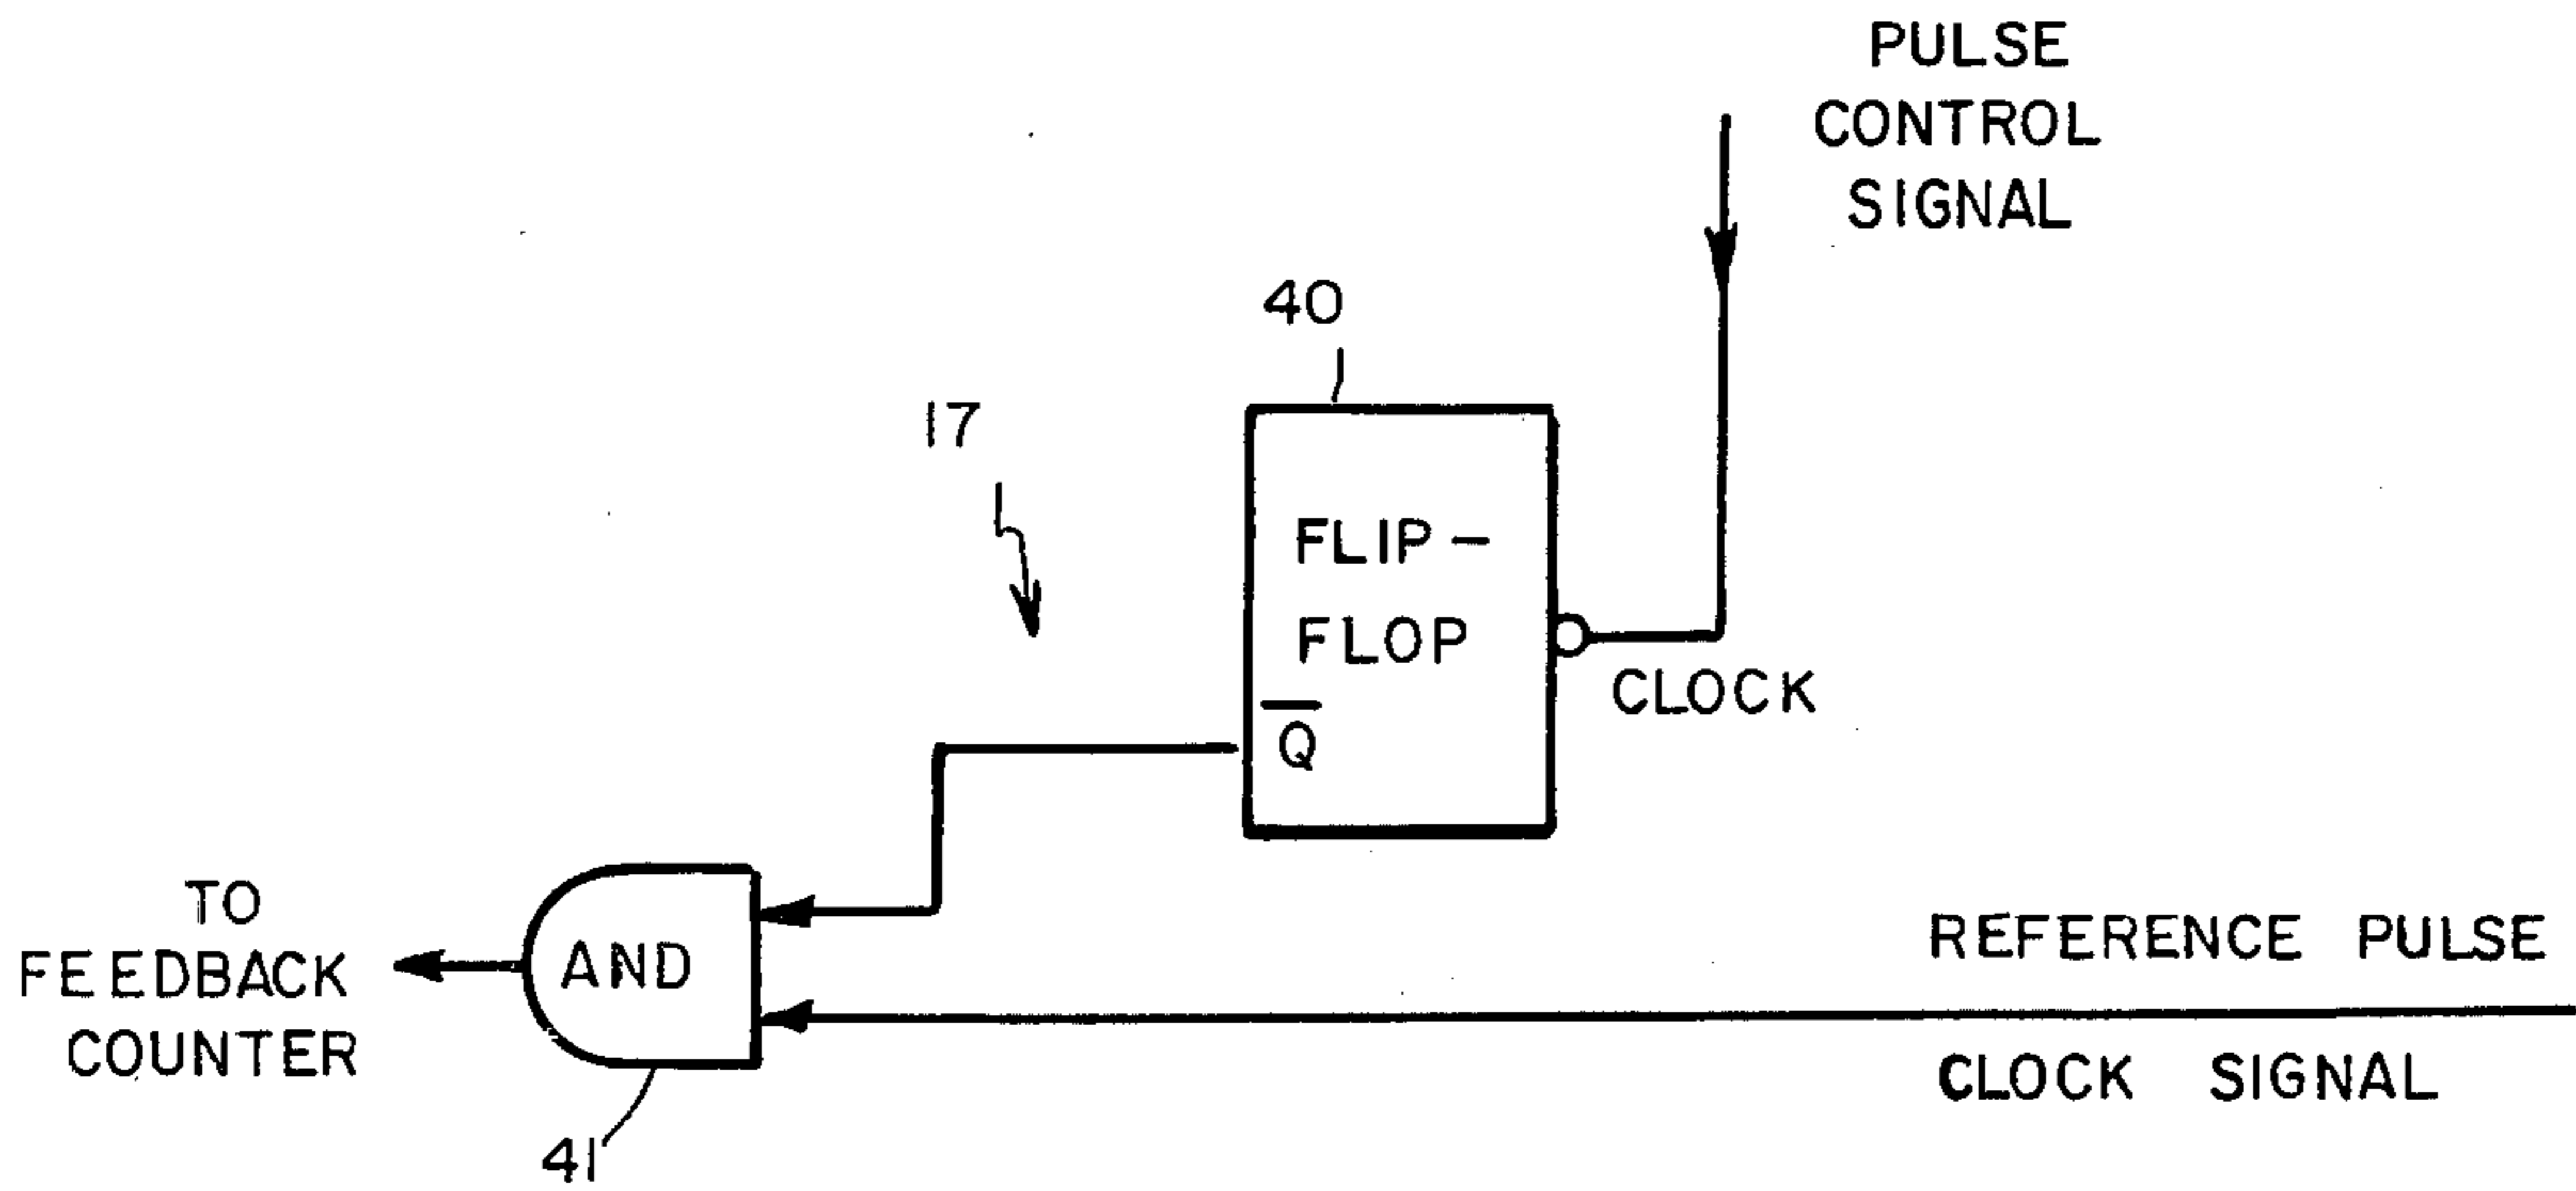 PULSE
CONTROL
SIGNAL
40
17
FLIP-
FLOP
CLOCK
Q̅
TO
FEEDBACK
COUNTER
AND
REFERENCE PULSE
CLOCK SIGNAL
41